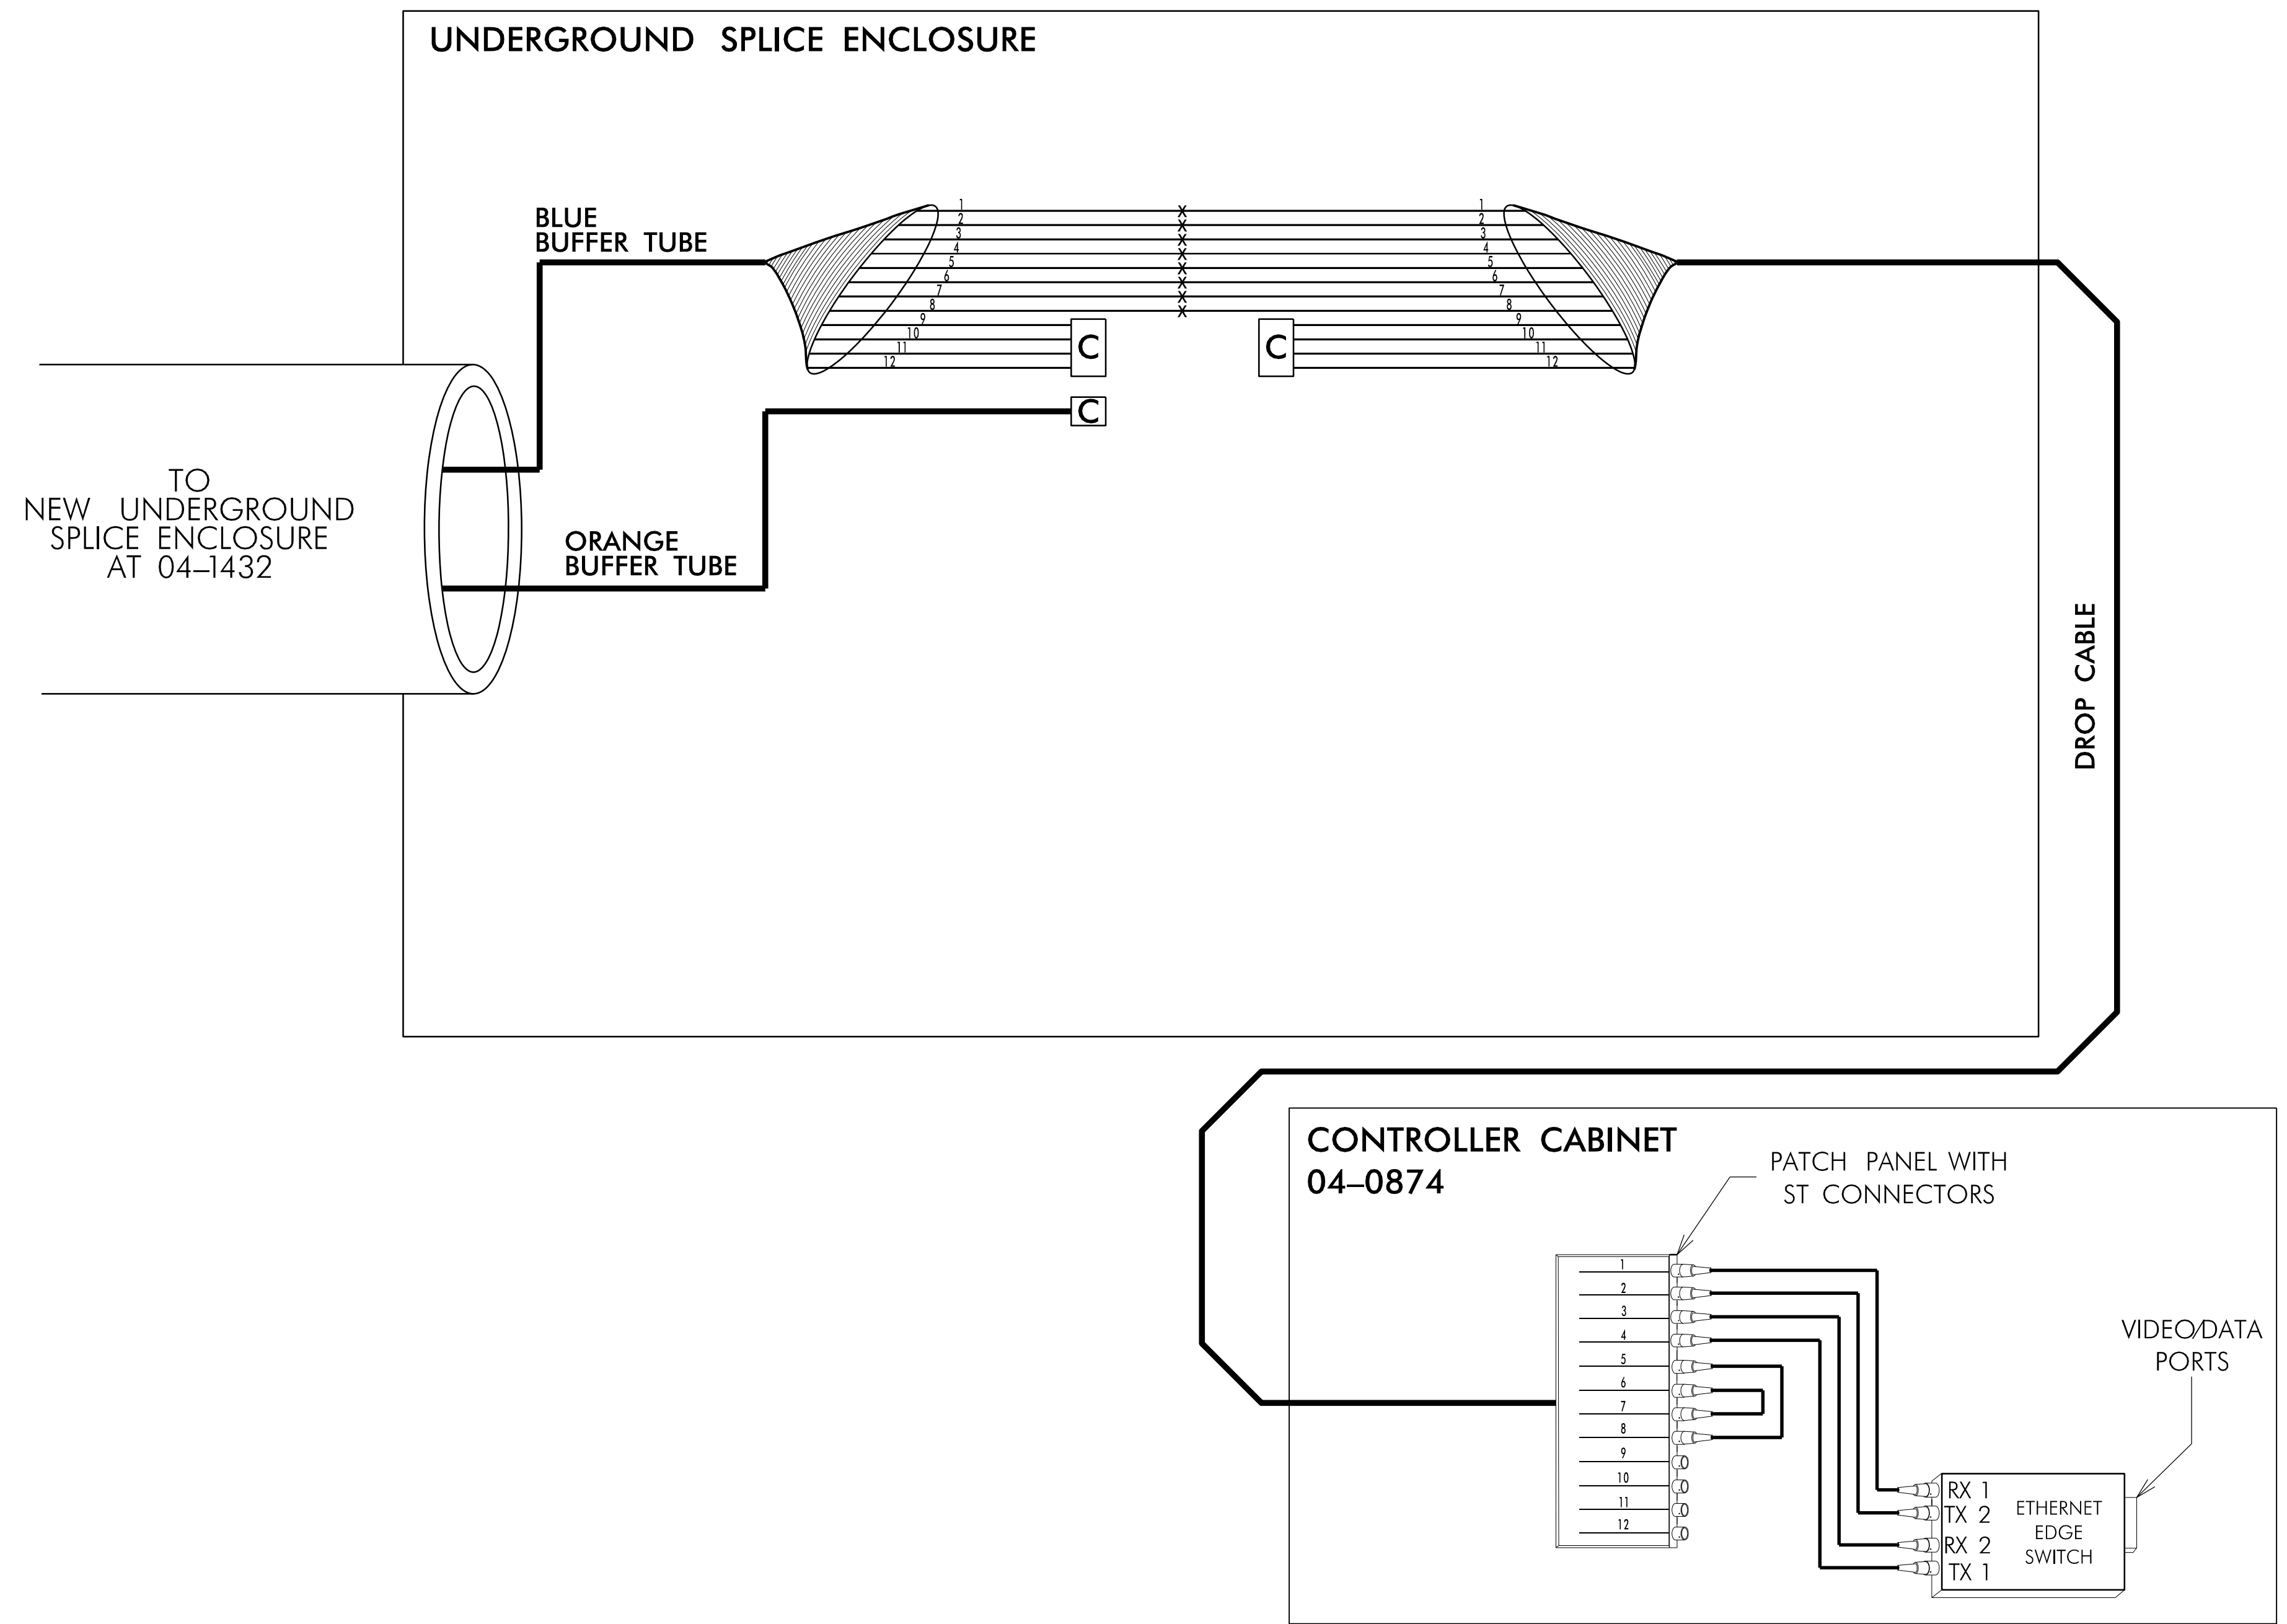 UNDERGROUND SPLICE ENCLOSURE
BLUE
BUFFER TUBE
1
2
3
4
5
6
7
8
9
10
11
12
X
X
X
X
X
X
X
X
1
2
3
4
5
6
7
8
9
10
11
12
C
C
C
TO
NEW UNDERGROUND
SPLICE ENCLOSURE
AT 04–1432
ORANGE
BUFFER TUBE
DROP CABLE
CONTROLLER CABINET
04–0874
PATCH PANEL WITH
ST CONNECTORS
1
2
3
4
5
6
7
8
9
10
11
12
VIDEO/DATA
PORTS
RX 1
TX 2
RX 2
TX 1
ETHERNET
EDGE
SWITCH